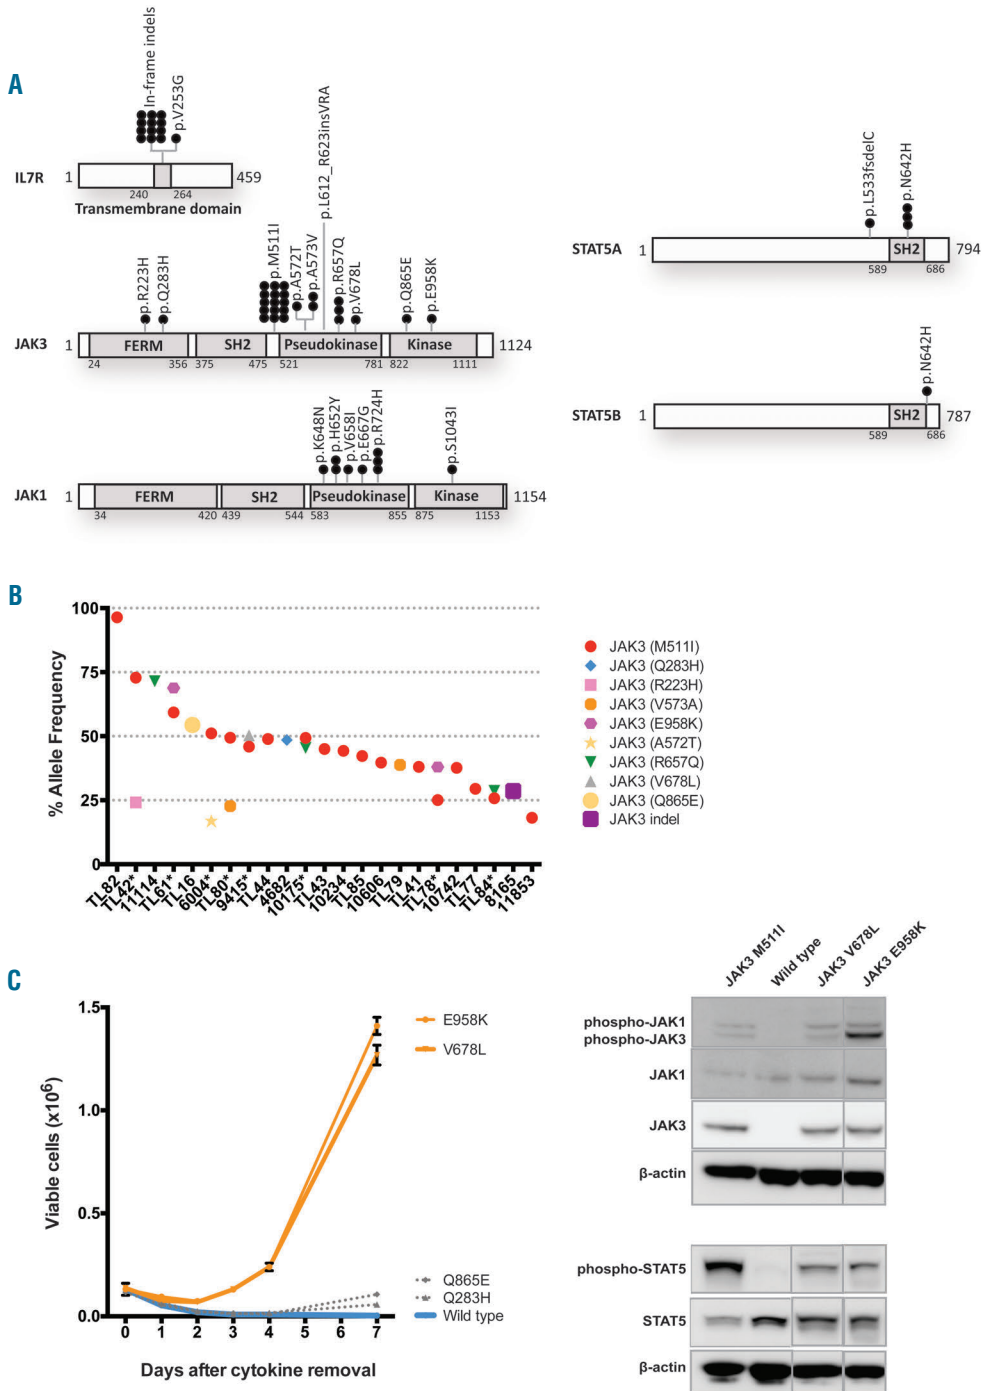 A
In-frame indels
p.V253G
IL7R 1 459
240 264
Transmembrane domain
p.R223H
p.Q283H
p.M511I
p.A572T
p.A573V
p.L612_R623insVRA
p.R657Q
p.V678L
p.Q865E
p.E958K
JAK3 1 FERM SH2 Pseudokinase Kinase 1124
24 356 375 475 521 781 822 1111
p.K648N
p.H652Y
p.V658I
p.E667G
p.R724H
p.S1043I
JAK1 1 FERM SH2 Pseudokinase Kinase 1154
34 420 439 544 583 855 875 1153
p.L533fsdelC
p.N642H
STAT5A 1 SH2 794
589 686
p.N642H
STAT5B 1 SH2 787
589 686
B
% Allele Frequency
100
75
50
25
0
TL82
TL42*
11114
TL61*
TL16
6004*
TL80*
9415*
TL44
4682
10175*
TL43
10234
TL85
10606
TL79
TL41
TL78*
10742
TL77
TL84*
8165
11853
JAK3 (M511I)
JAK3 (Q283H)
JAK3 (R223H)
JAK3 (V573A)
JAK3 (E958K)
JAK3 (A572T)
JAK3 (R657Q)
JAK3 (V678L)
JAK3 (Q865E)
JAK3 indel
C
Viable cells (x10⁶)
1.5
1.0
0.5
0.0
0 1 2 3 4 5 6 7
Days after cytokine removal
E958K
V678L
Q865E
Q283H
Wild type
JAK3 M511I
Wild type
JAK3 V678L
JAK3 E958K
phospho-JAK1
phospho-JAK3
JAK1
JAK3
β-actin
phospho-STAT5
STAT5
β-actin